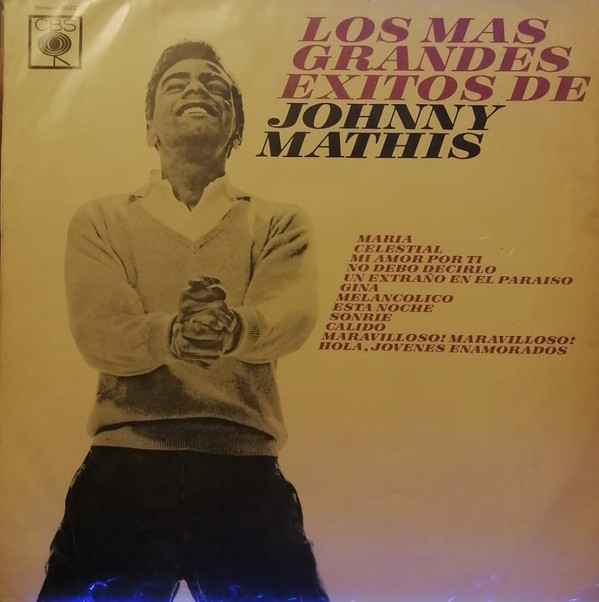 CBS
LOS MAS
GRANDES
EXITOS DE
JOHNNY
MATHIS
MARIA
CELESTIAL
MI AMOR POR TI
NO DEBO DECIRLO
UN EXTRAÑO EN EL PARAISO
GINA
MELANCOLICO
ESTA NOCHE
SONRIE
CALIDO
MARAVILLOSO! MARAVILLOSO!
HOLA, JOVENES ENAMORADOS